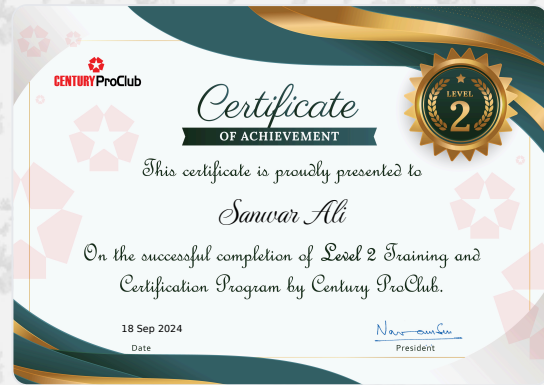 CENTURY ProClub
LEVEL
2
Certificate
OF ACHIEVEMENT
This certificate is proudly presented to
Sanwar Ali
On the successful completion of Level 2 Training and
Certification Program by Century ProClub.
18 Sep 2024
Date
President